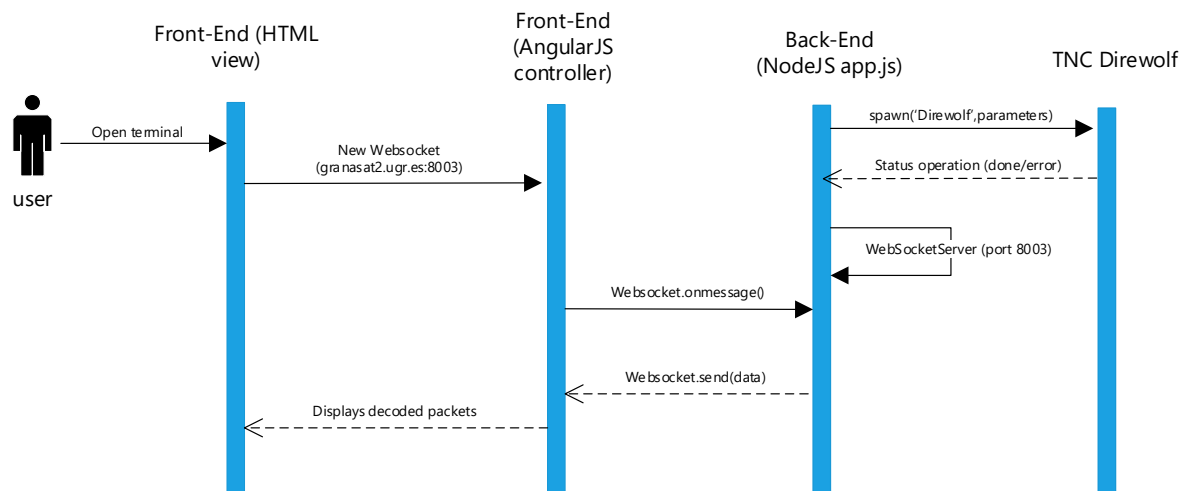 Front-End (HTML
view)
Front-End
(AngularJS
controller)
Back-End
(NodeJS app.js)
TNC Direwolf
user
Open terminal
New Websocket
(granasat2.ugr.es:8003)
spawn(‘Direwolf’,parameters)
Status operation (done/error)
WebSocketServer (port 8003)
Websocket.onmessage()
Websocket.send(data)
Displays decoded packets